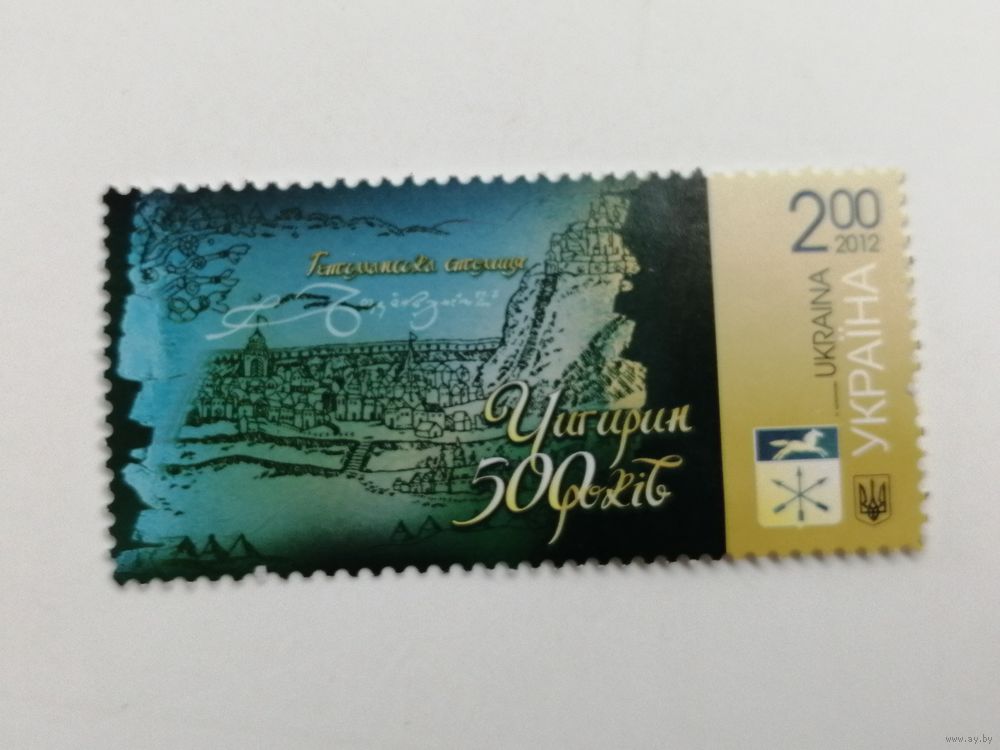 Гетьманська столиця
Чигирин
500 років
2.00
2012
UKRAINA
УКРАЇНА
www.ay.by